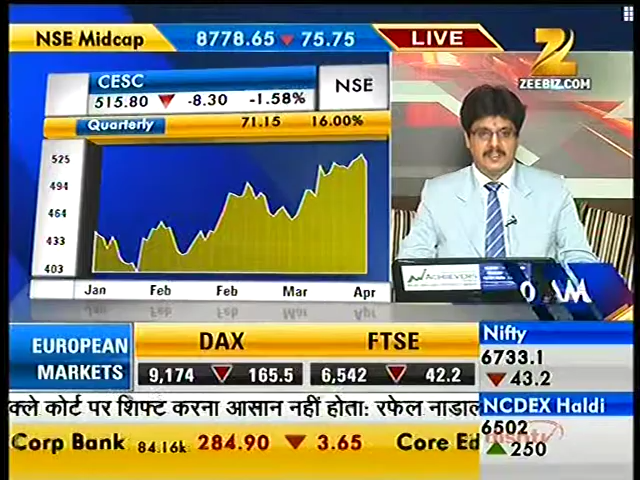 NSE Midcap 8778.65 75.75 LIVE
ZEEBIZ.COM
CESC NSE
515.80 -8.30 -1.58%
Quarterly 71.15 16.00%
525
494
464
433
403
Jan Feb Feb Mar Apr
ACHIEVERS
EUROPEAN MARKETS
DAX FTSE
9,174 165.5 6,542 42.2
Nifty
6733.1
43.2
क्ले कोर्ट पर शिफ्ट करना आसान नहीं होता: रफेल नाडाल
NCDEX Haldi
6502
250
Corp Bank 84.16k 284.90 3.65 Core Ed